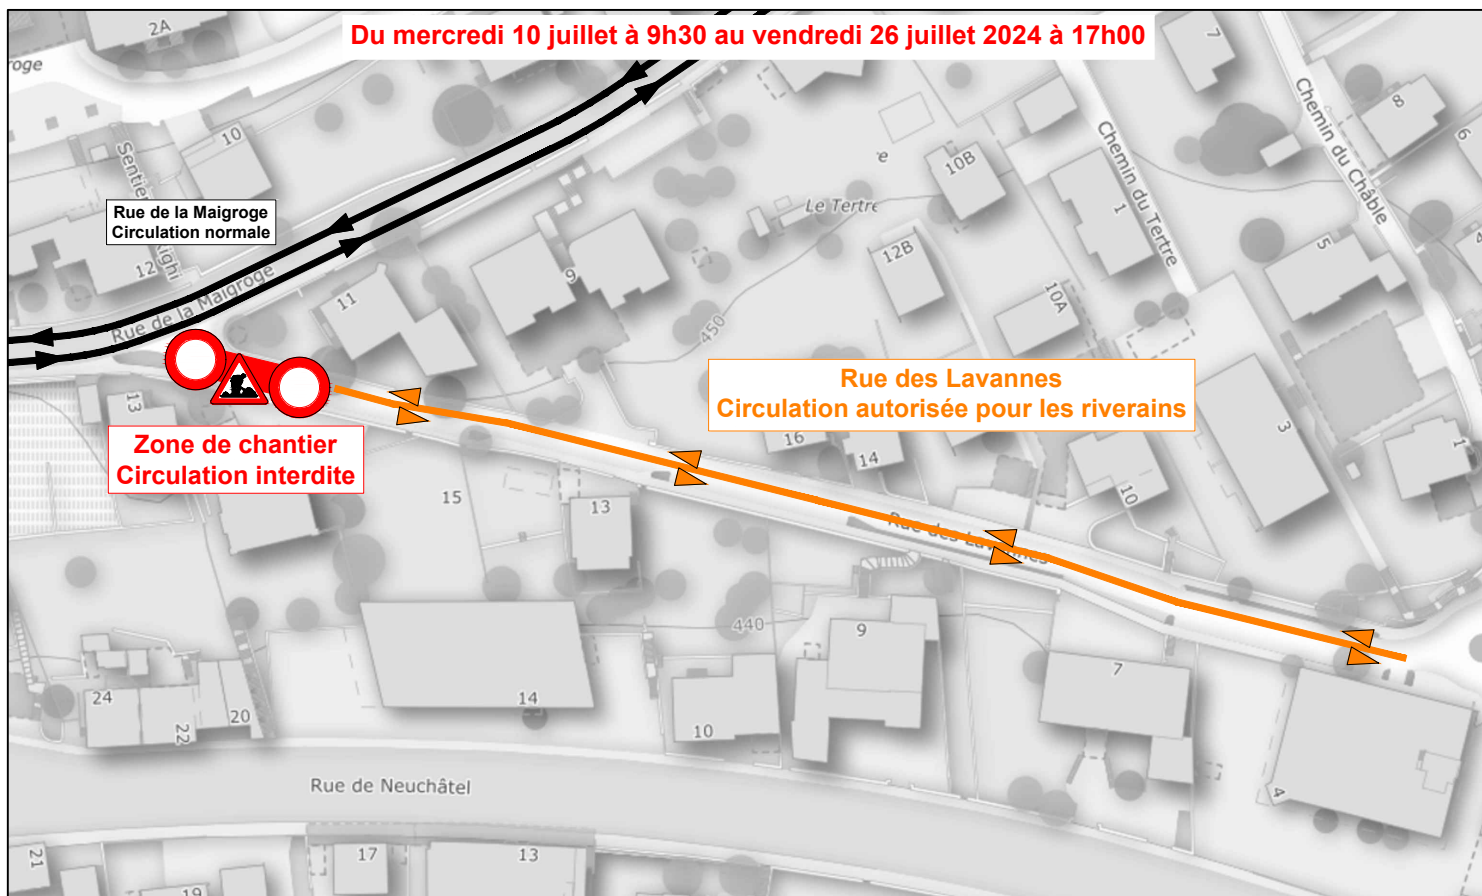 Du mercredi 10 juillet à 9h30 au vendredi 26 juillet 2024 à 17h00
2A
7
roge
8
6
Chemin du Châble
10
Chemin du Tertre
10B
Le Tertre
1
Rue de la Maigroge
Circulation normale
12
Rue de la Maigroge
12B
5
4
9
11
10A
450
Rue des Lavannes
Circulation autorisée pour les riverains
13
Zone de chantier
Circulation interdite
16
14
3
1
15
13
10
Rue des Lavannes
440
9
7
24
22
20
14
10
4
Rue de Neuchâtel
21
17
13
19